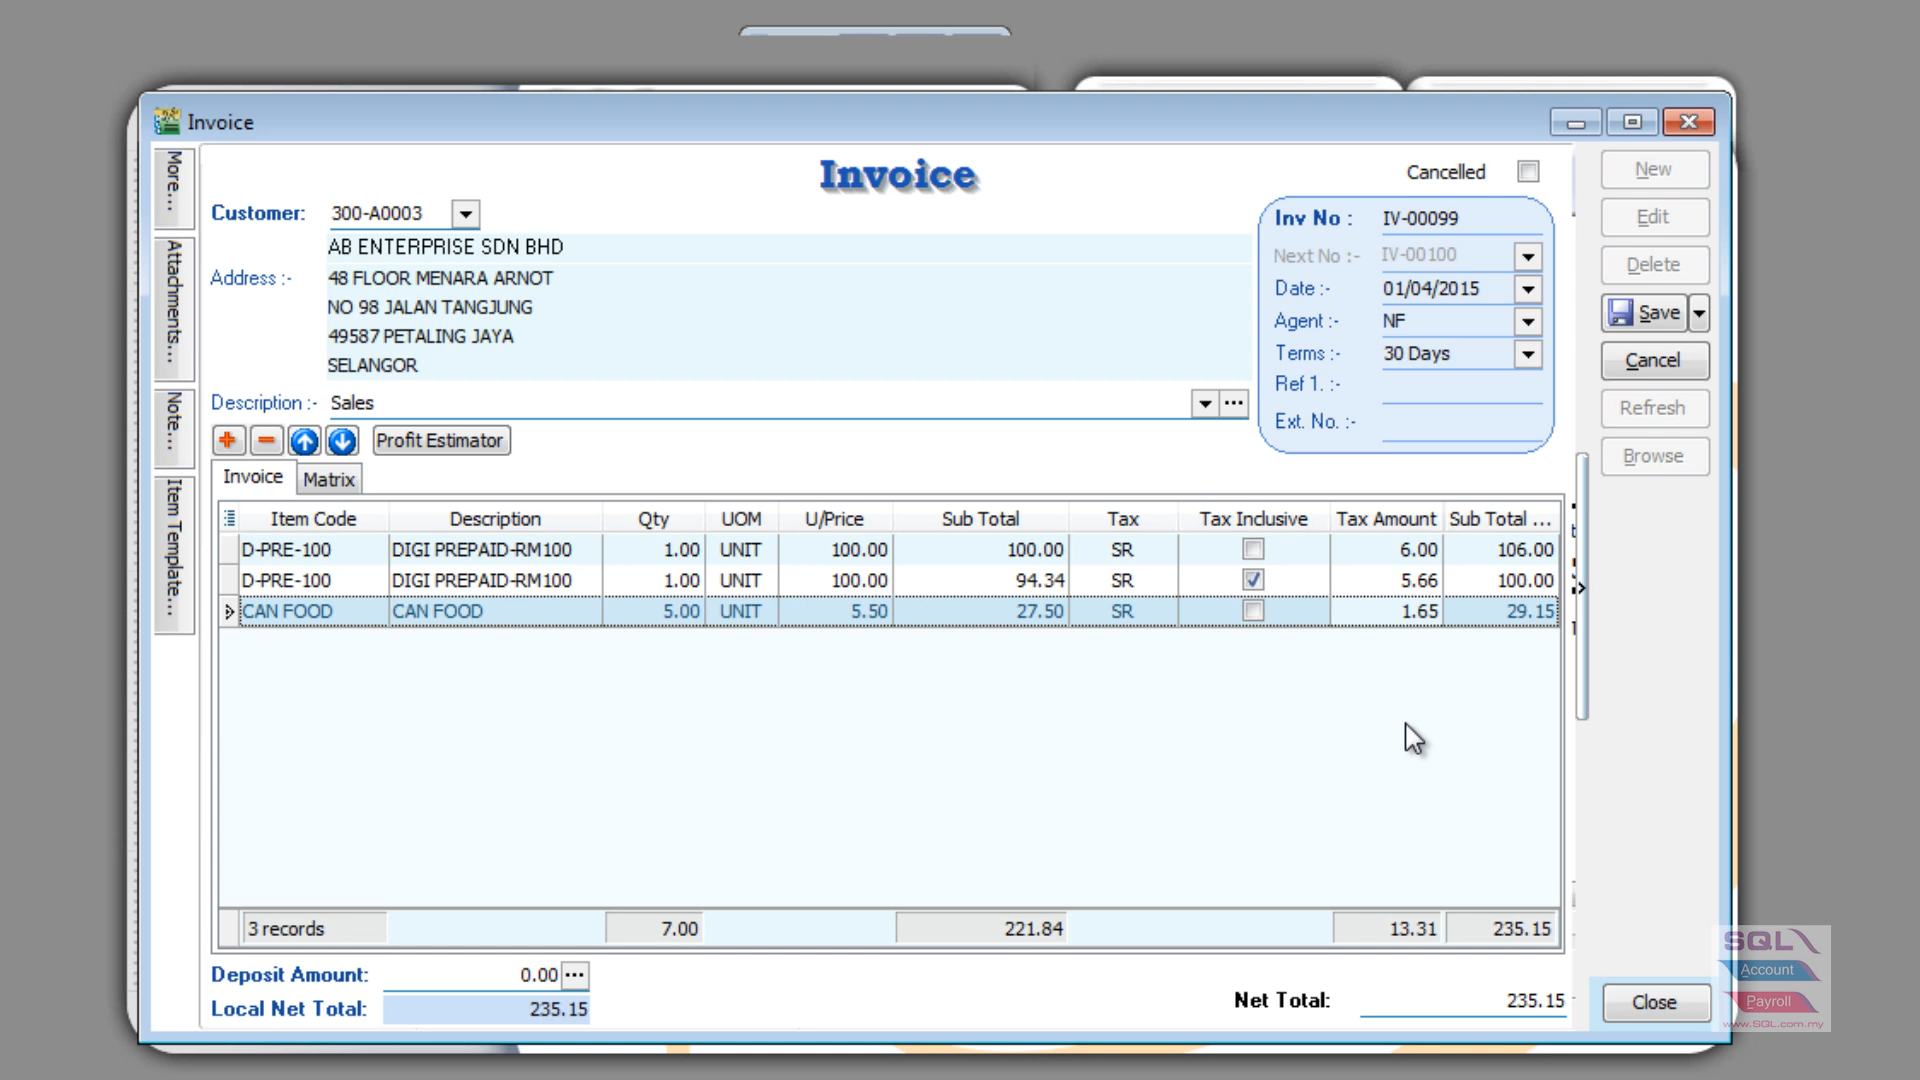 Invoice
More...
Attachments...
Note...
Item Template...
Invoice
Cancelled
Customer: 300-A0003
AB ENTERPRISE SDN BHD
Address :- 48 FLOOR MENARA ARNOT
NO 98 JALAN TANGJUNG
49587 PETALING JAYA
SELANGOR
Description :- Sales
Inv No : IV-00099
Next No :- IV-00100
Date :- 01/04/2015
Agent :- NF
Terms :- 30 Days
Ref 1. :-
Ext. No. :-
New
Edit
Delete
Save
Cancel
Refresh
Browse
Profit Estimator
Invoice Matrix
Item Code Description Qty UOM U/Price Sub Total Tax Tax Inclusive Tax Amount Sub Total ...
D-PRE-100 DIGI PREPAID-RM100 1.00 UNIT 100.00 100.00 SR 6.00 106.00
D-PRE-100 DIGI PREPAID-RM100 1.00 UNIT 100.00 94.34 SR 5.66 100.00
CAN FOOD CAN FOOD 5.00 UNIT 5.50 27.50 SR 1.65 29.15
3 records 7.00 221.84 13.31 235.15
Deposit Amount: 0.00
Local Net Total: 235.15
Net Total: 235.15
Close
SQL
Account
Payroll
www.SQL.com.my